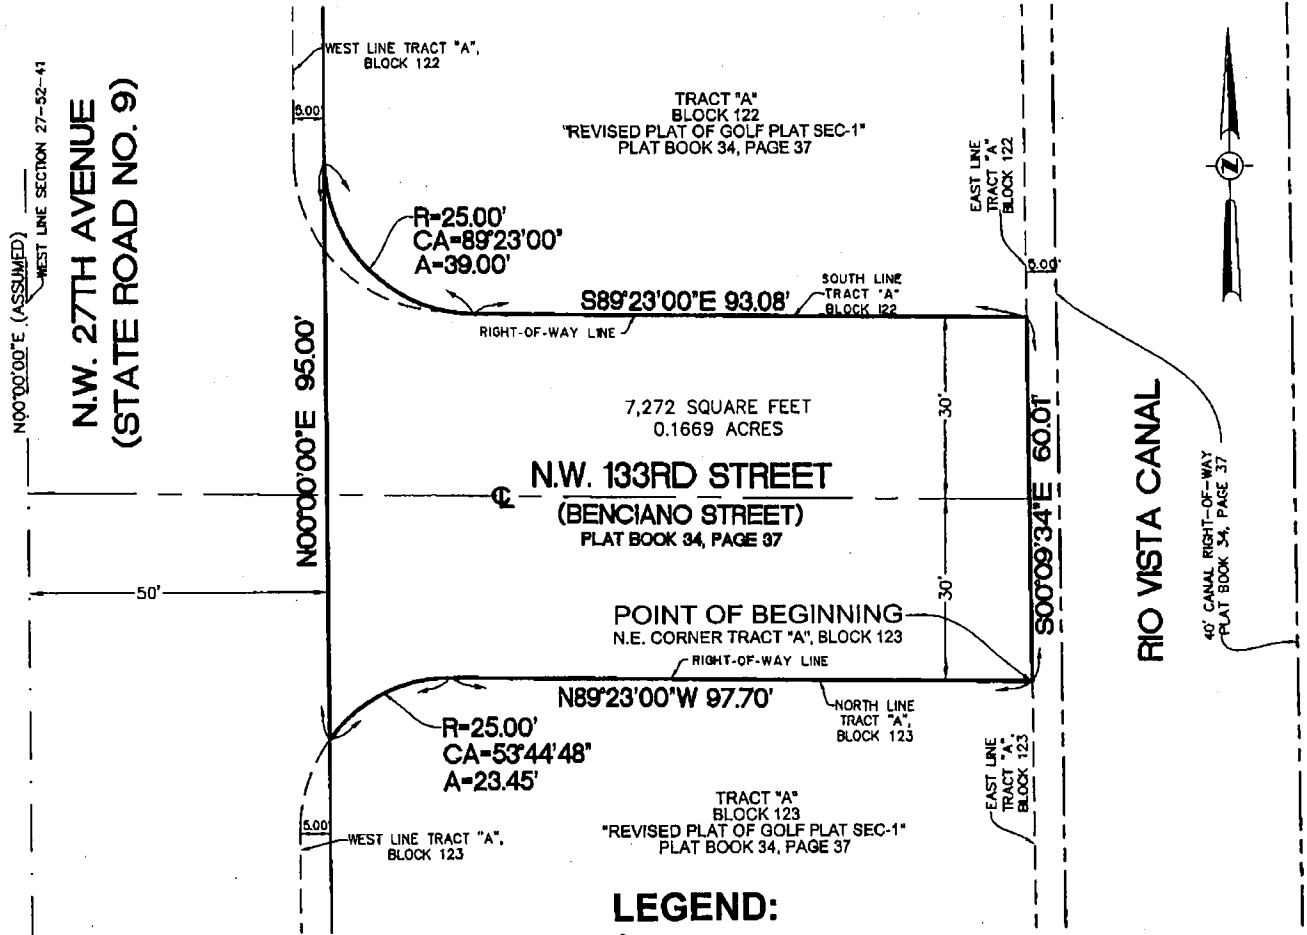 WEST LINE TRACT "A",
BLOCK 122
5.00'
TRACT "A"
BLOCK 122
"REVISED PLAT OF GOLF PLAT SEC-1"
PLAT BOOK 34, PAGE 37
N00°00'00"E (ASSUMED)
WEST LINE SECTION 27-52-41
N.W. 27TH AVENUE
(STATE ROAD NO. 9)
EAST LINE
TRACT "A"
BLOCK 122
Z
R=25.00'
CA=89°23'00"
A=39.00'
5.00'
SOUTH LINE
TRACT "A"
BLOCK 122
S89°23'00"E 93.08'
RIGHT-OF-WAY LINE
N00°00'00"E 95.00'
7,272 SQUARE FEET
0.1669 ACRES
30'
S00°09'34"E 60.01'
RIO VISTA CANAL
40' CANAL RIGHT-OF-WAY
PLAT BOOK 34, PAGE 37
℄
N.W. 133RD STREET
(BENCIANO STREET)
PLAT BOOK 34, PAGE 37
50'
30'
POINT OF BEGINNING
N.E. CORNER TRACT "A", BLOCK 123
RIGHT-OF-WAY LINE
N89°23'00"W 97.70'
NORTH LINE
TRACT "A",
BLOCK 123
R=25.00'
CA=53°44'48"
A=23.45'
EAST LINE
TRACT "A",
BLOCK 123
5.00'
WEST LINE TRACT "A",
BLOCK 123
TRACT "A"
BLOCK 123
"REVISED PLAT OF GOLF PLAT SEC-1"
PLAT BOOK 34, PAGE 37
LEGEND: